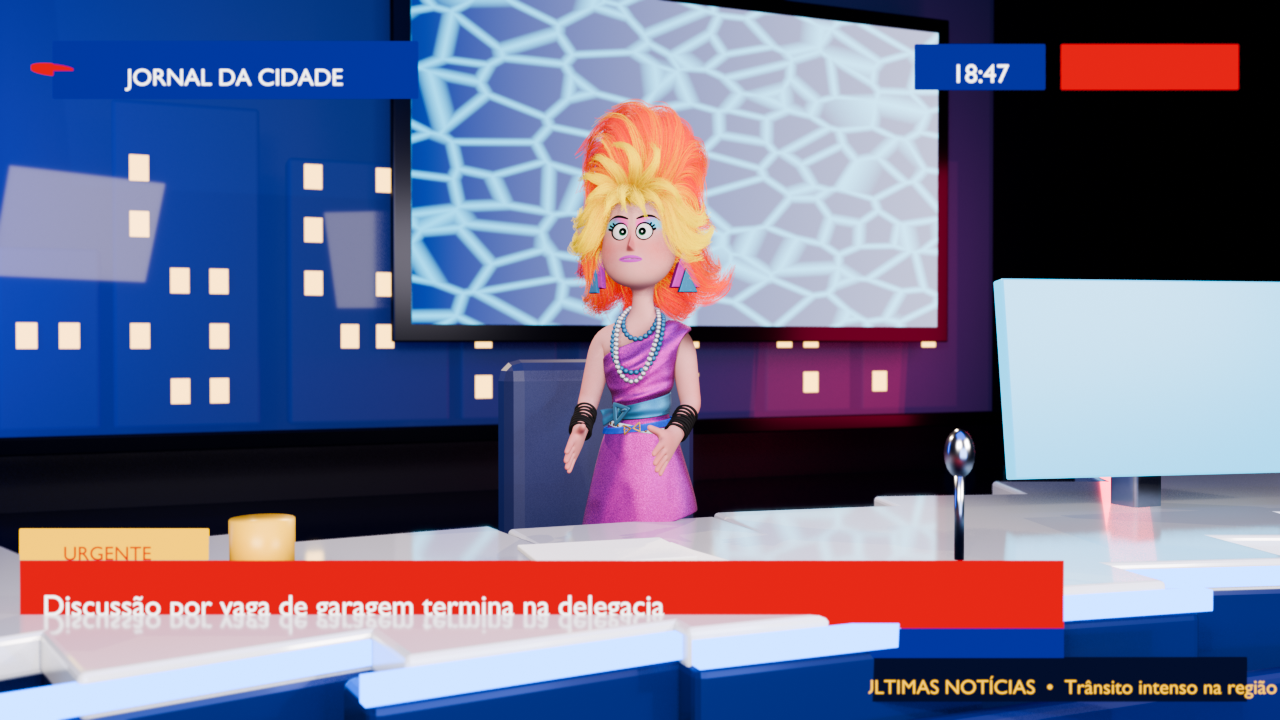 JORNAL DA CIDADE
18:47
URGENTE
Discussão por vaga de garagem termina na delegacia
LTIMAS NOTÍCIAS • Trânsito intenso na região